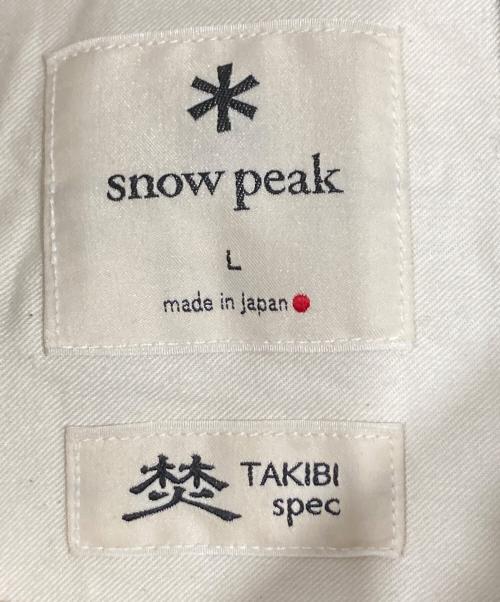 snow peak
L
made in Japan
焚 TAKIBI
spec